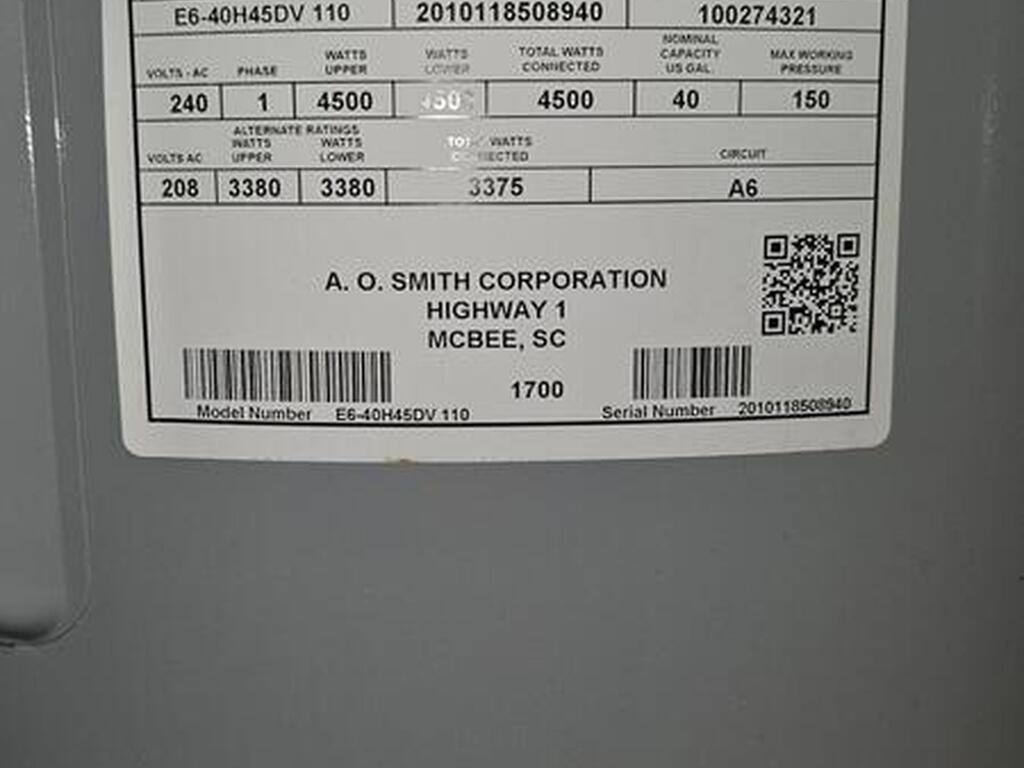 E6-40H45DV 110 2010118508940 100274321
VOLTS - AC PHASE WATTS UPPER WATTS LOWER TOTAL WATTS CONNECTED NOMINAL CAPACITY US GAL. MAX WORKING PRESSURE
240 1 4500 4500 4500 40 150
ALTERNATE RATINGS
VOLTS AC WATTS UPPER WATTS LOWER TOTAL WATTS CONNECTED CIRCUIT
208 3380 3380 3375 A6
A. O. SMITH CORPORATION
HIGHWAY 1
MCBEE, SC
1700
Model Number E6-40H45DV 110 Serial Number 2010118508940